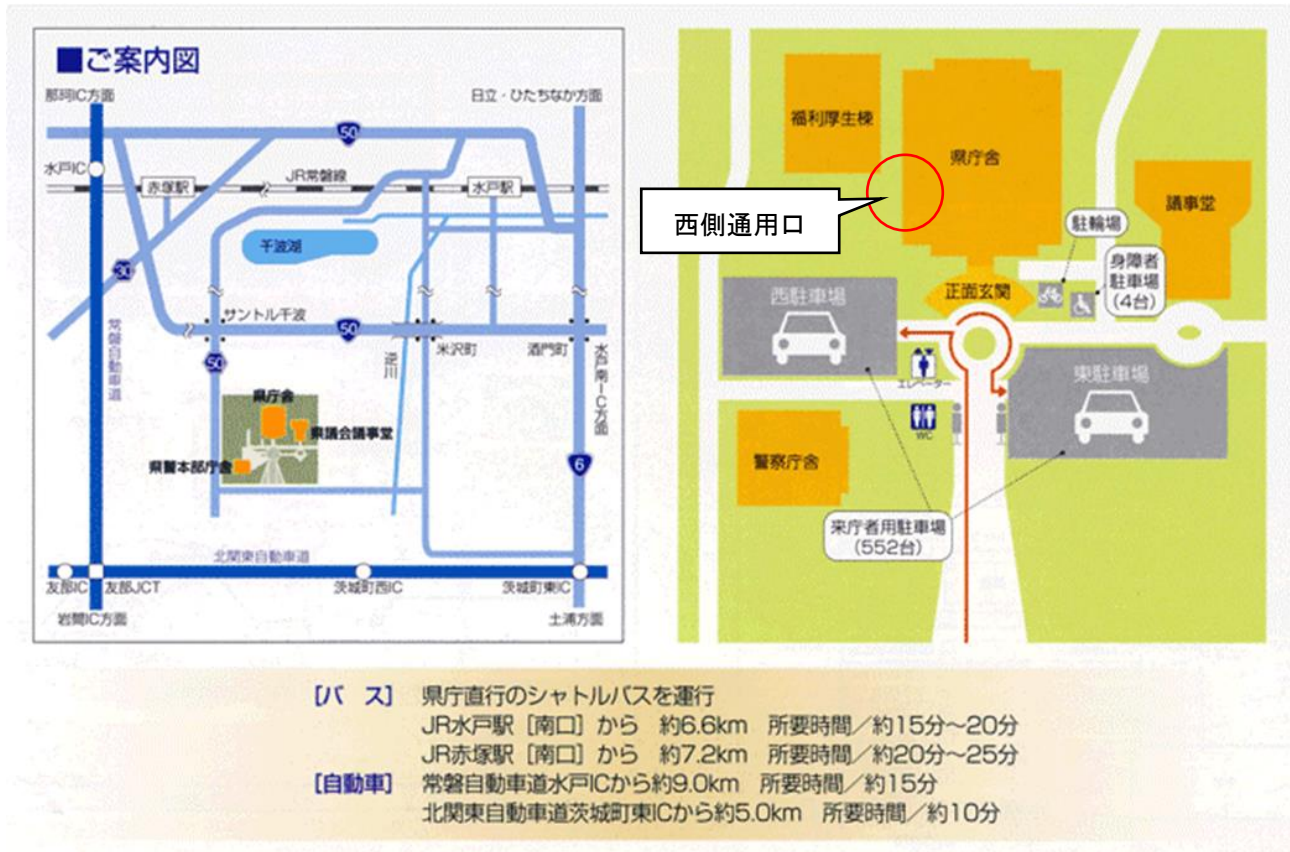 ■ご案内図
那珂IC方面
日立・ひたちなか方面
50
水戸IC
赤塚駅
JR常磐線
水戸駅
千波湖
30
常磐自動車道
サントル千波
50
50
逆川
米沢町
酒門町
水戸南IC方面
県庁舎
県議会議事堂
県警本部庁舎
6
北関東自動車道
友部IC
友部JCT
茨城町西IC
茨城町東IC
岩間IC方面
土浦方面
福利厚生棟
県庁舎
西側通用口
議事堂
駐輪場
身障者
駐車場
(4台)
西駐車場
正面玄関
エレベーター
東駐車場
WC
警察庁舎
来庁者用駐車場
(552台)
[バ ス] 県庁直行のシャトルバスを運行
JR水戸駅[南口]から 約6.6km 所要時間/約15分~20分
JR赤塚駅[南口]から 約7.2km 所要時間/約20分~25分
[自動車] 常磐自動車道水戸ICから約9.0km 所要時間/約15分
北関東自動車道茨城町東ICから約5.0km 所要時間/約10分